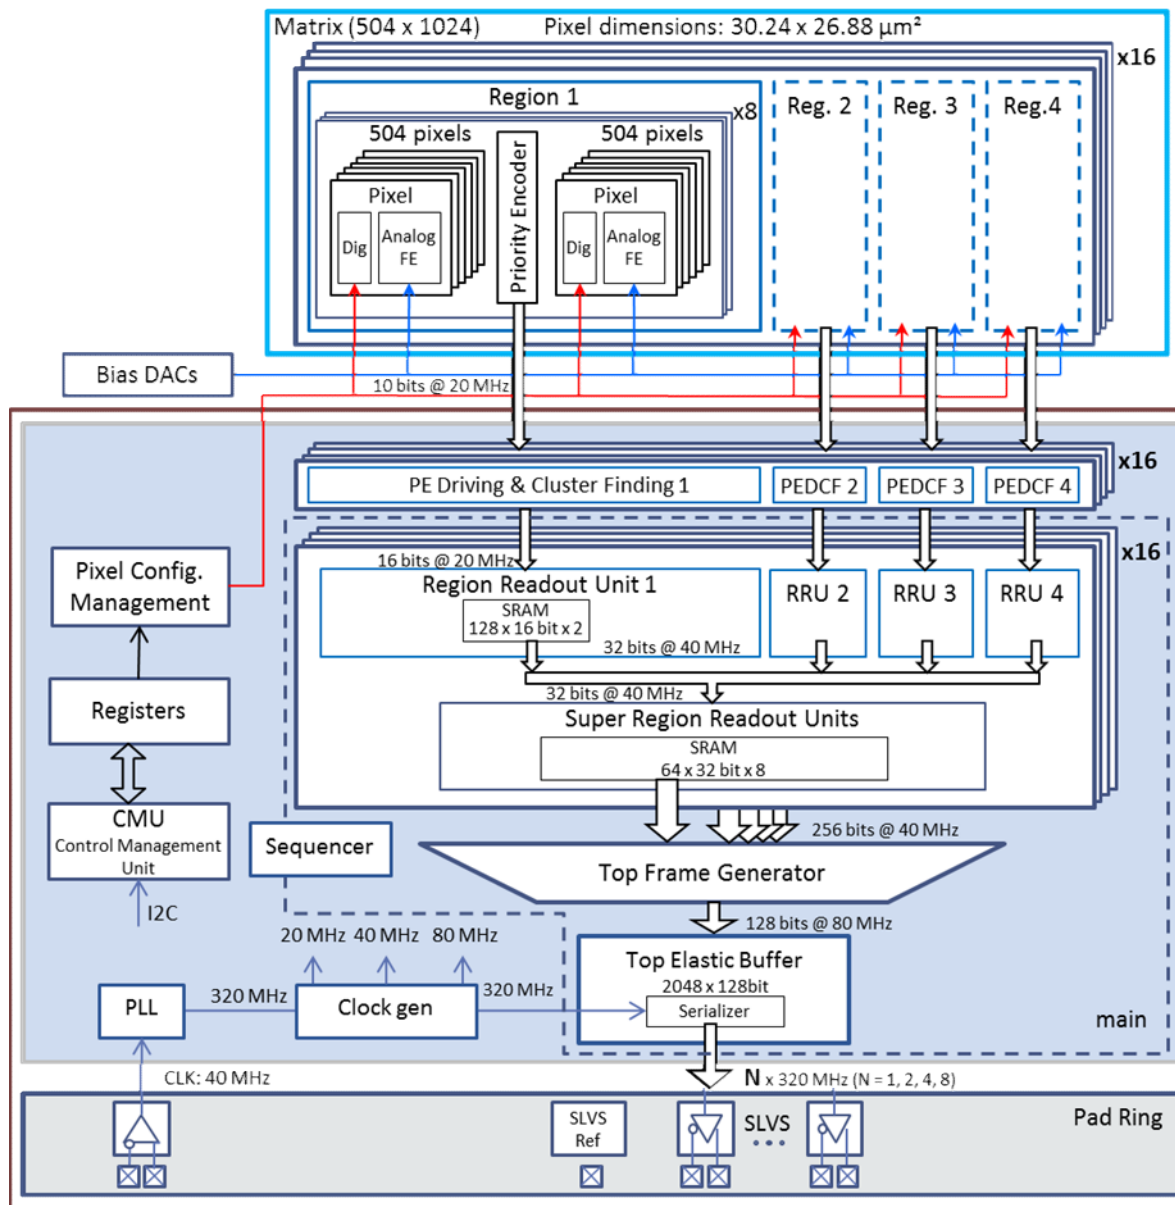 Matrix (504 x 1024) Pixel dimensions: 30.24 x 26.88 µm²
x16
Region 1
x8
Reg. 2
Reg. 3
Reg.4
504 pixels
504 pixels
Pixel
Dig
Analog
FE
Priority Encoder
Pixel
Dig
Analog
FE
Bias DACs
10 bits @ 20 MHz
x16
PE Driving & Cluster Finding 1
PEDCF 2
PEDCF 3
PEDCF 4
x16
16 bits @ 20 MHz
Region Readout Unit 1
SRAM
128 x 16 bit x 2
32 bits @ 40 MHz
RRU 2
RRU 3
RRU 4
Pixel Config.
Management
32 bits @ 40 MHz
Registers
Super Region Readout Units
SRAM
64 x 32 bit x 8
CMU
Control Management
Unit
I2C
Sequencer
256 bits @ 40 MHz
Top Frame Generator
128 bits @ 80 MHz
20 MHz
40 MHz
80 MHz
Top Elastic Buffer
2048 x 128bit
Serializer
PLL
320 MHz
Clock gen
320 MHz
main
CLK: 40 MHz
N x 320 MHz (N = 1, 2, 4, 8)
SLVS
Ref
SLVS
Pad Ring